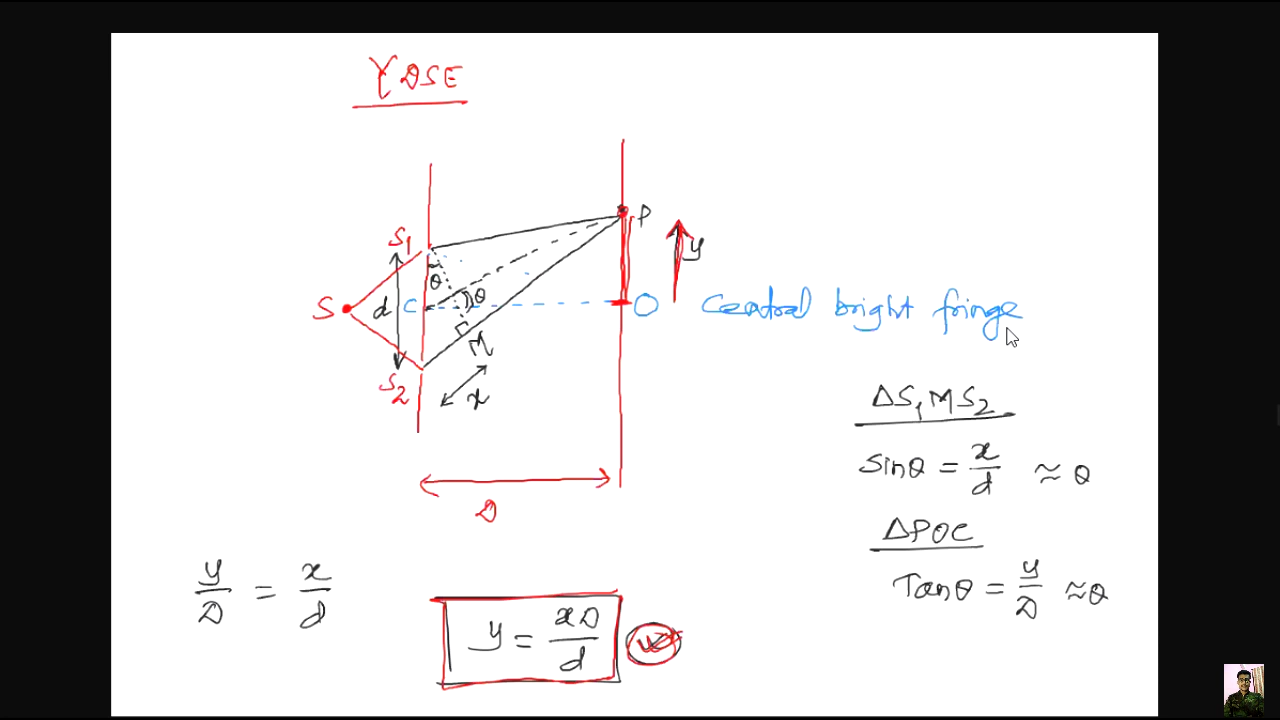 YDSE
P
S1
y
θ
θ
S
d
C
O Central bright fringe
M
S2
x
ΔS1MS2
Sinθ = x/d ≈ θ
D
ΔPOC
Tanθ = y/D ≈ θ
y/D = x/d
y = xD/d